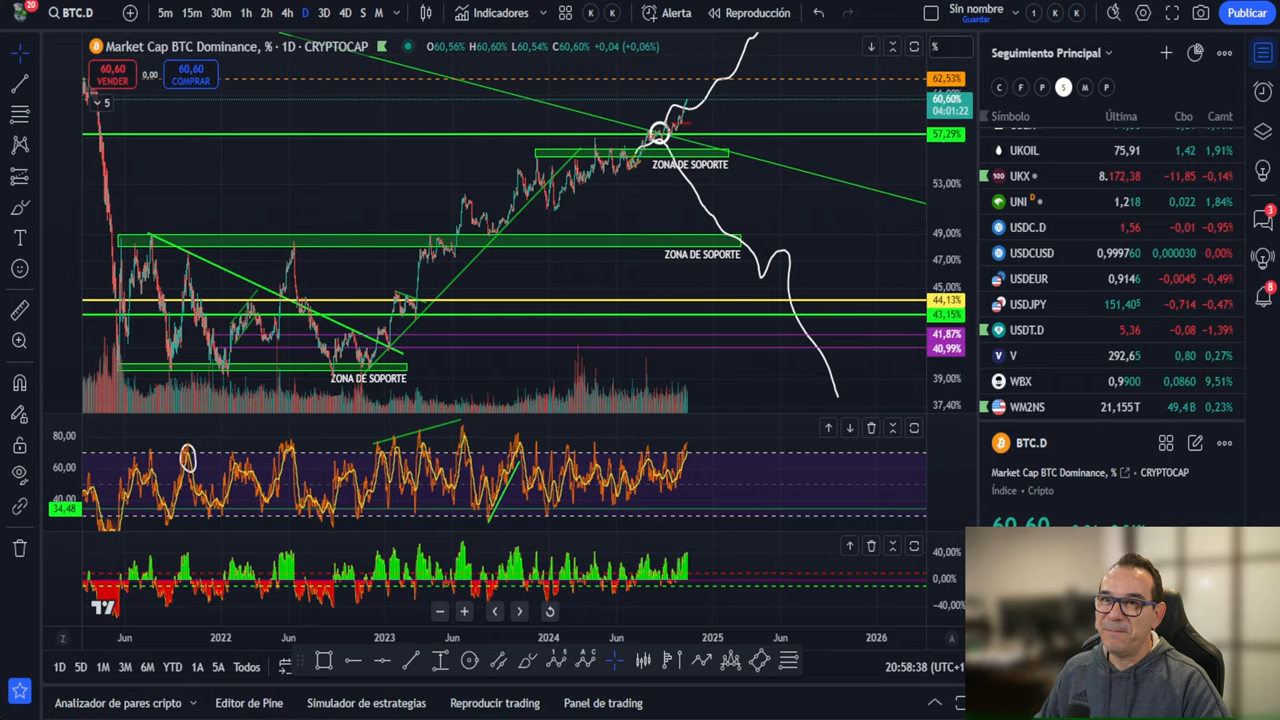 20 BTC.D 5m 15m 30m 1h 2h 4h D 2D 3D 4D S M Indicadores K K Alerta Reproducción Sin nombre Guardar 1 K K Publicar
Market Cap BTC Dominance, % · 1D · CRYPTOCAP O60,56% H60,60% L60,54% C60,60% +0,04 (+0,06%) %
60,60 VENDER 0,00 60,60 COMPRAR
5
62,53%
60,60%
04:01:22
57,29%
53,00%
49,00%
47,00%
45,00%
44,13%
43,15%
41,87%
40,99%
39,00%
37,40%
ZONA DE SOPORTE
ZONA DE SOPORTE
ZONA DE SOPORTE
80,00
60,00
40,00
34,48
40,00%
0,00%
−40,00%
Z Jun 2022 Jun 2023 Jun 2024 Jun 2025 Jun 2026 A
1D 5D 1M 3M 6M YTD 1A 5A Todos 20:58:38 (UTC+1
Analizador de pares cripto Editor de Pine Simulador de estrategias Reproducir trading Panel de trading
Seguimiento Principal
C F P S M P
Símbolo Último Cbo Camt
UKOIL 75,91 1,42 1,91%
UKX 8.172,38 −11,85 −0,14%
UNI D 1,218 0,022 1,84%
USDC.D 1,56 −0,01 −0,95%
USDCUSD 0,999760 0,000030 0,00%
USDEUR 0,9146 −0,0045 −0,49%
USDJPY 151,405 −0,714 −0,47%
USDT.D 5,36 −0,08 −1,39%
V 292,65 0,80 0,27%
WBX 0,9900 0,0860 9,51%
WM2NS 21,155T 49,4B 0,23%
BTC.D
Market Cap BTC Dominance, % CRYPTOCAP
Índice • Cripto
60,60
3
8